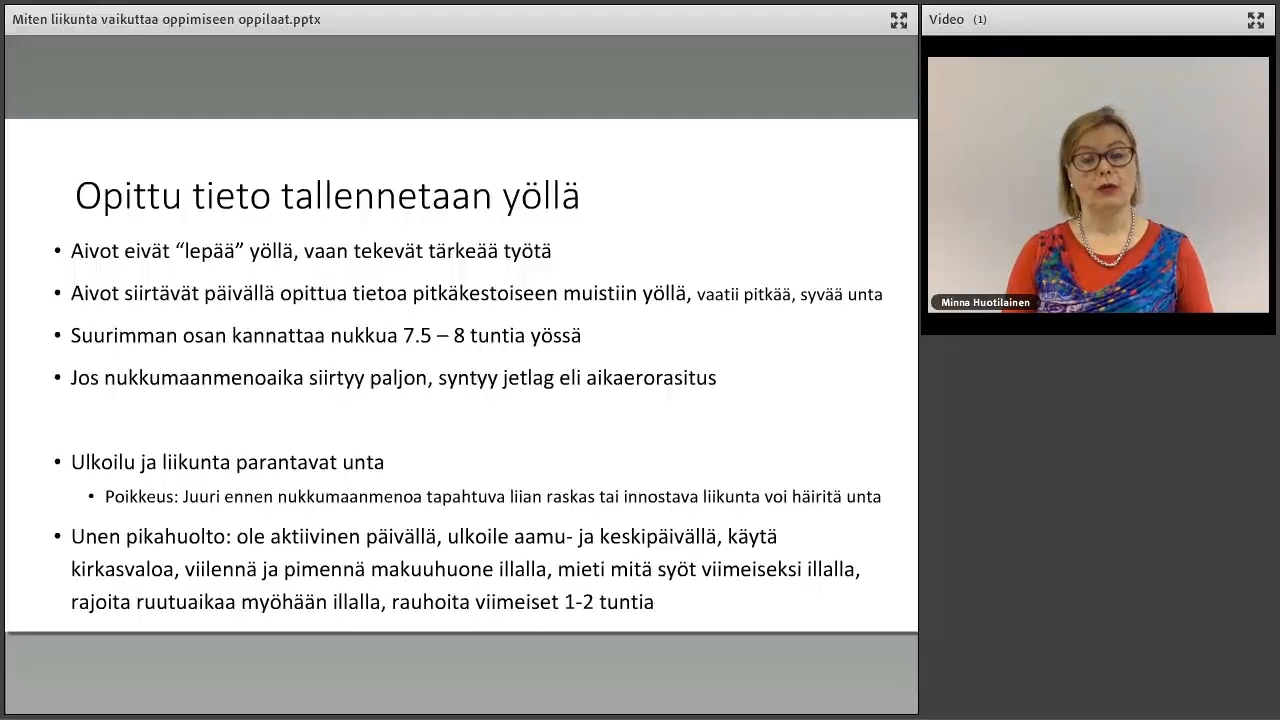 Miten liikunta vaikuttaa oppimiseen oppilaat.pptx
Video (1)
Minna Huotilainen
Opittu tieto tallennetaan yöllä
• Aivot eivät “lepää” yöllä, vaan tekevät tärkeää työtä
• Aivot siirtävät päivällä opittua tietoa pitkäkestoiseen muistiin yöllä, vaatii pitkää, syvää unta
• Suurimman osan kannattaa nukkua 7.5 – 8 tuntia yössä
• Jos nukkumaanmenoaika siirtyy paljon, syntyy jetlag eli aikaerorasitus
• Ulkoilu ja liikunta parantavat unta
• Poikkeus: Juuri ennen nukkumaanmenoa tapahtuva liian raskas tai innostava liikunta voi häiritä unta
• Unen pikahuolto: ole aktiivinen päivällä, ulkoile aamu- ja keskipäivällä, käytä
kirkasvaloa, viilennä ja pimennä makuuhuone illalla, mieti mitä syöt viimeiseksi illalla,
rajoita ruutuaikaa myöhään illalla, rauhoita viimeiset 1-2 tuntia